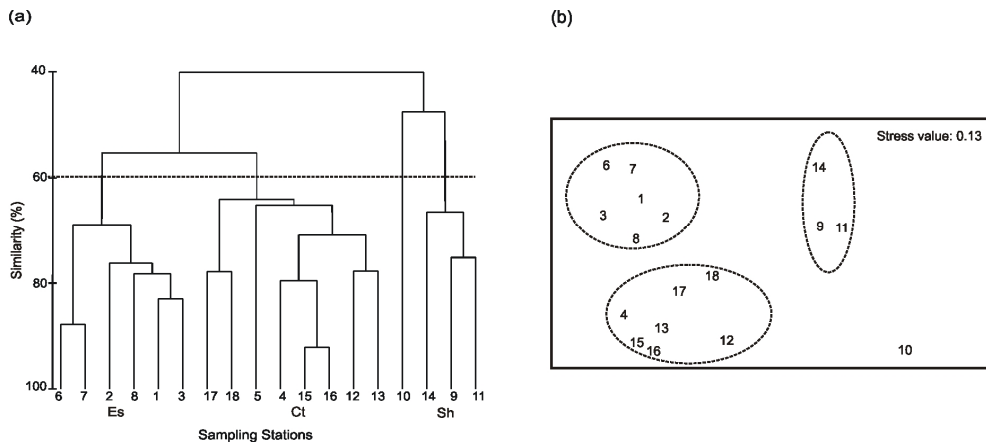 (a)
(b)
40
60
80
100
Similarity (%)
6 7 2 8 1 3 17 18 5 4 15 16 12 13 10 14 9 11
Es Ct Sh
Sampling Stations
Stress value: 0.13
6 7 14
1
3 2 9 11
8
18
17
4
13
15 16 12
10